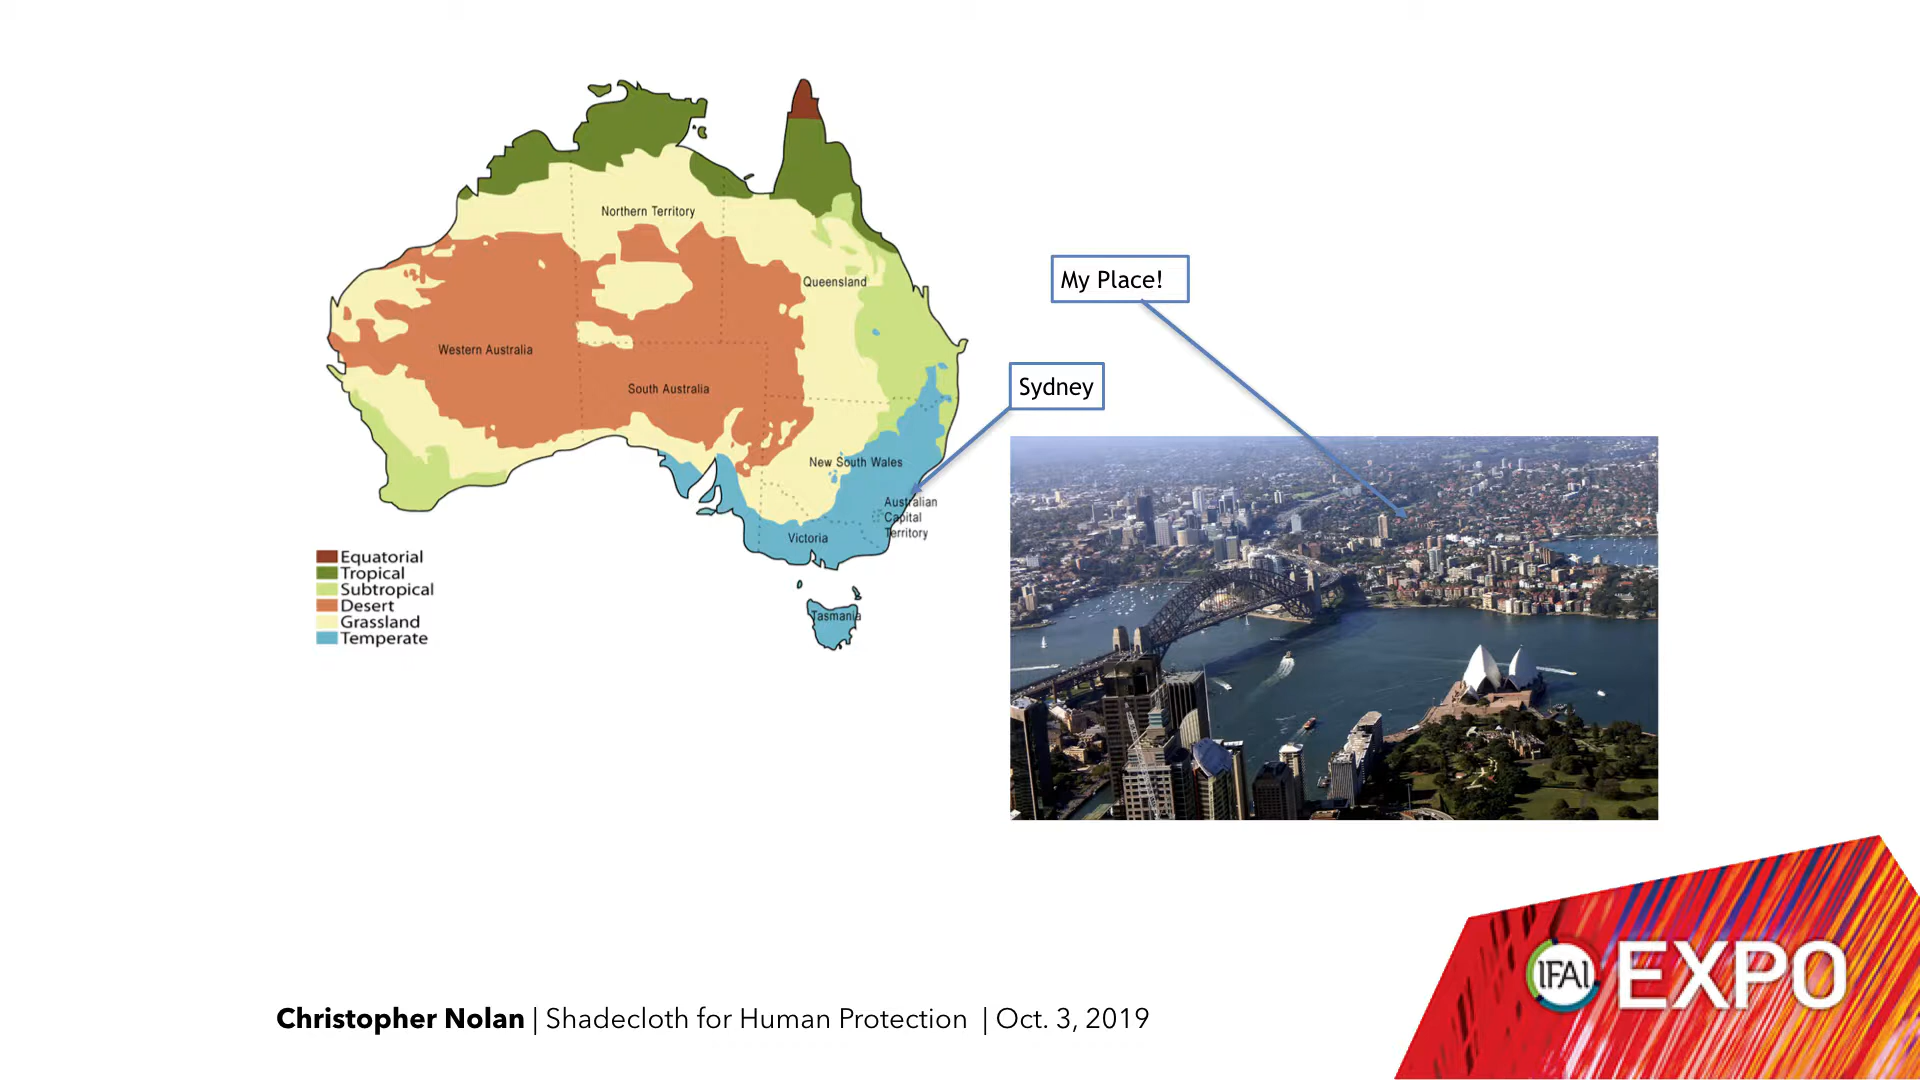 Northern Territory
Queensland
Western Australia
South Australia
New South Wales
Australian
Capital
Territory
Victoria
Tasmania
Equatorial
Tropical
Subtropical
Desert
Grassland
Temperate
My Place!
Sydney
Christopher Nolan | Shadecloth for Human Protection | Oct. 3, 2019
IFAI EXPO